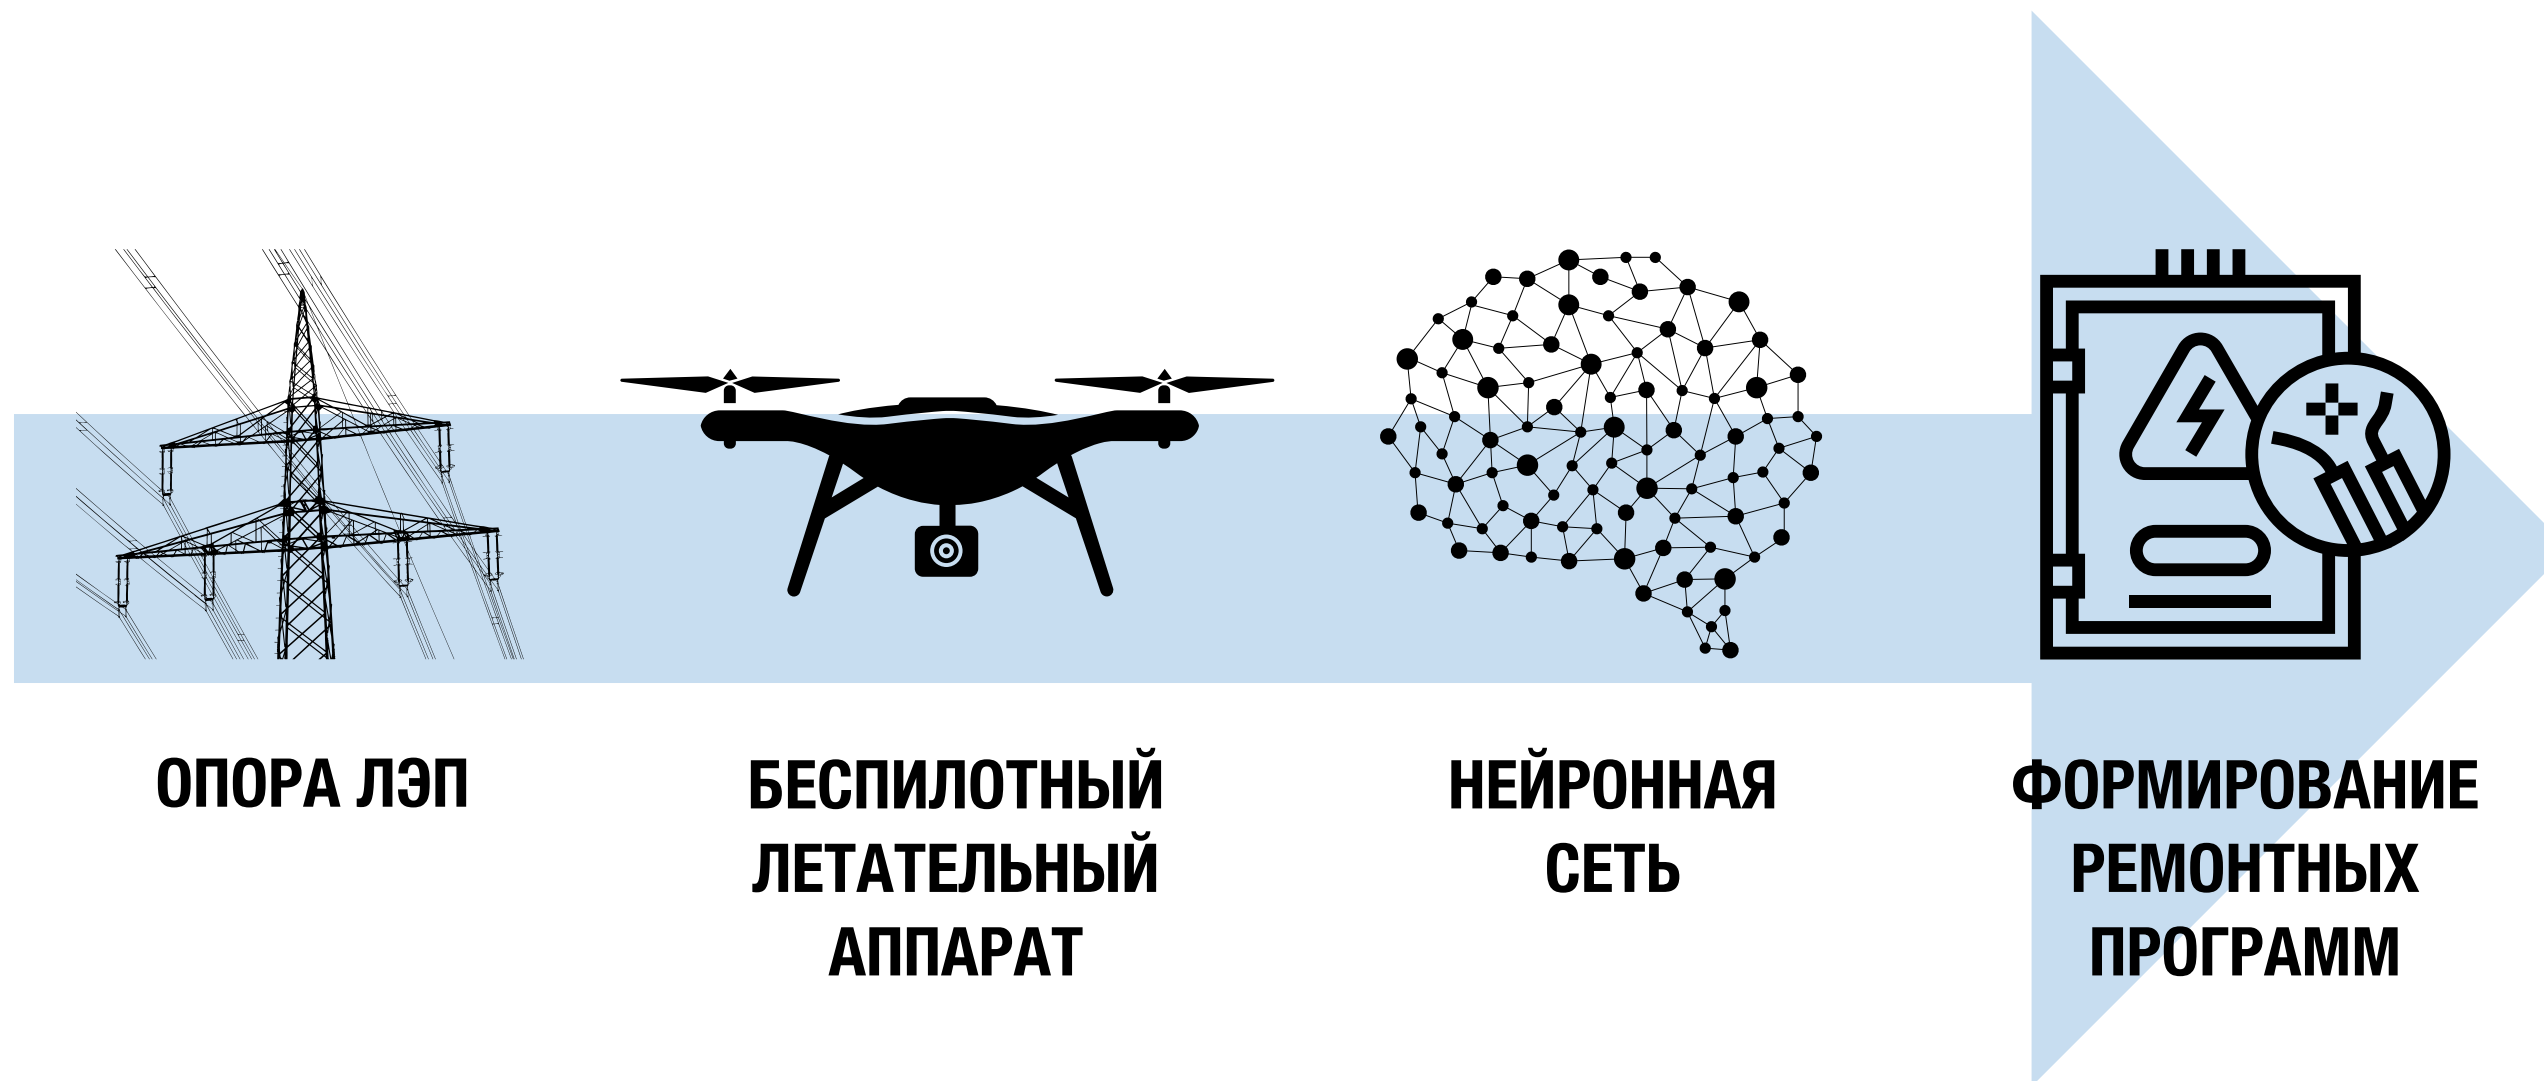 ОПОРА ЛЭП
БЕСПИЛОТНЫЙ
ЛЕТАТЕЛЬНЫЙ
АППАРАТ
НЕЙРОННАЯ
СЕТЬ
ФОРМИРОВАНИЕ
РЕМОНТНЫХ
ПРОГРАММ